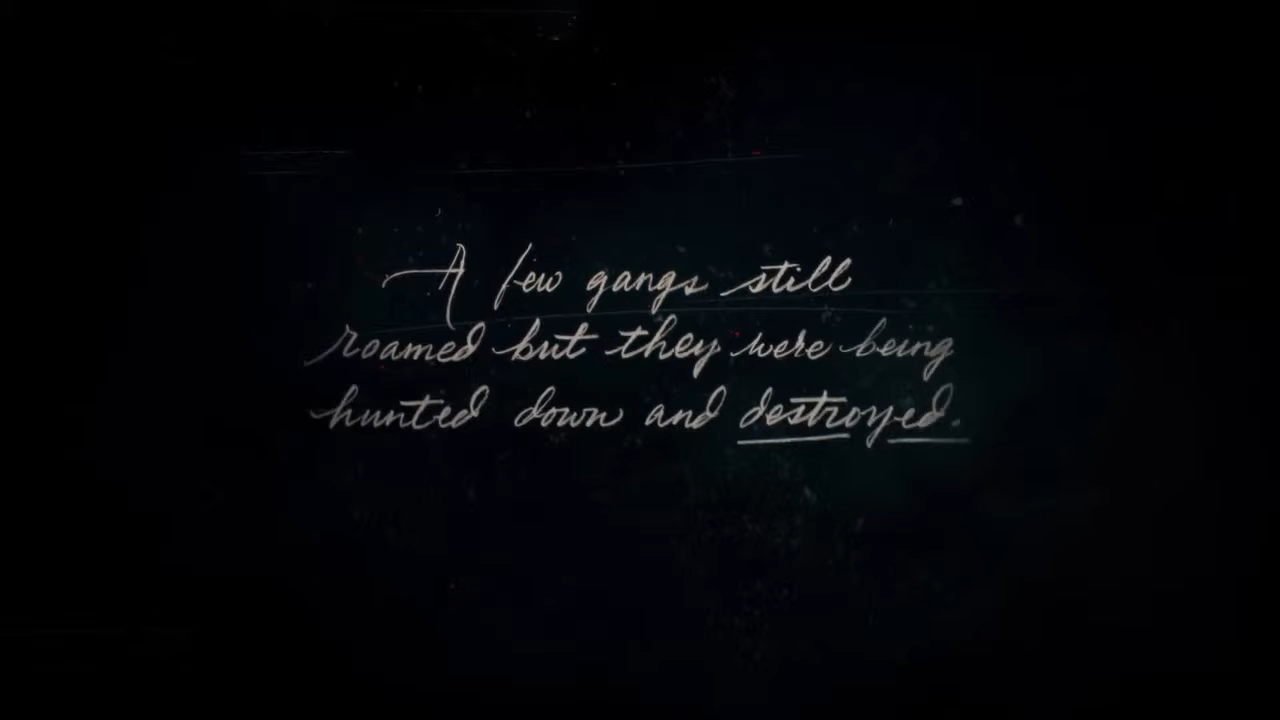 A few gangs still
roamed but they were being
hunted down and destroyed.